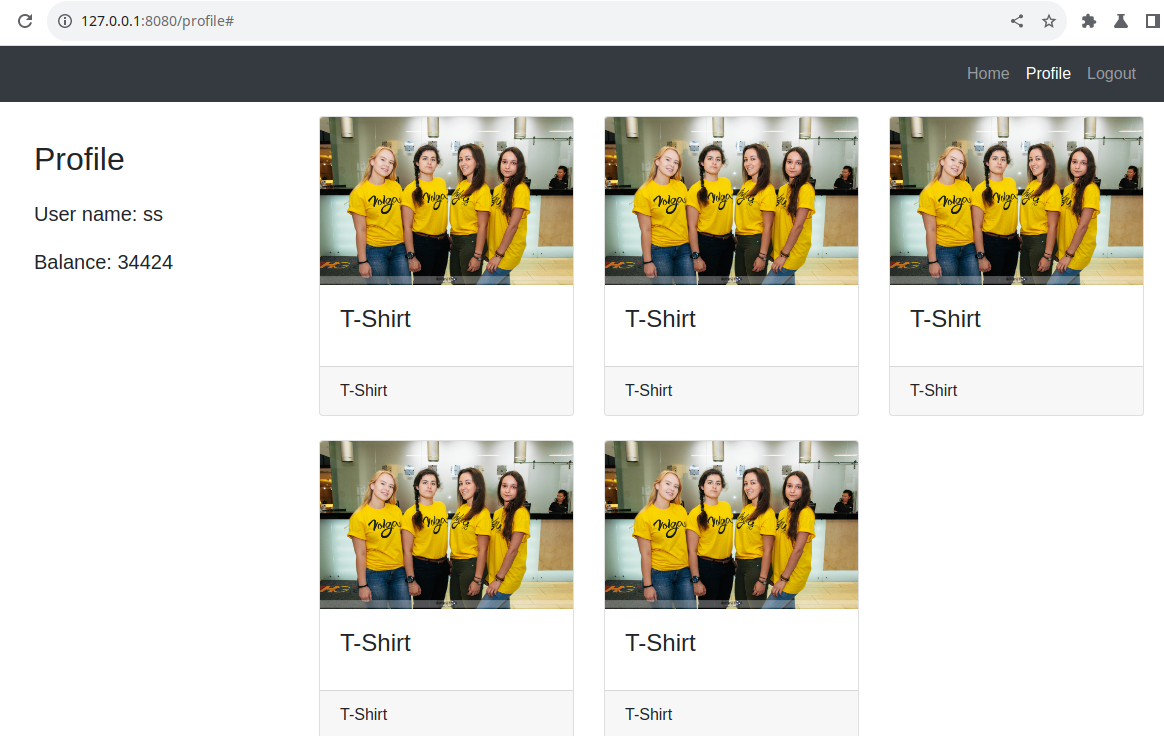 127.0.0.1:8080/profile#
Home Profile Logout
Profile
User name: ss
Balance: 34424
T-Shirt T-Shirt T-Shirt
T-Shirt T-Shirt T-Shirt
T-Shirt T-Shirt
T-Shirt T-Shirt